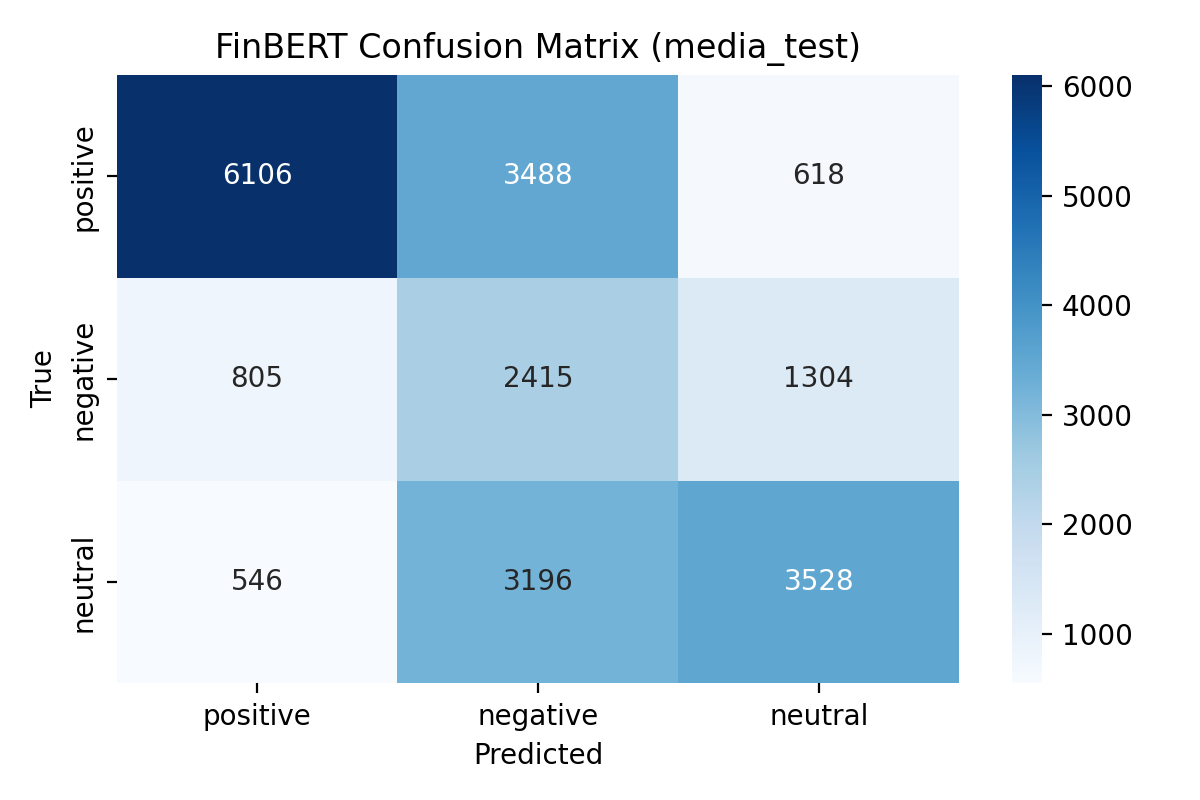 FinBERT Confusion Matrix (media_test)
True
positive
6106 3488 618
negative
805 2415 1304
neutral
546 3196 3528
positive negative neutral
Predicted
6000
5000
4000
3000
2000
1000